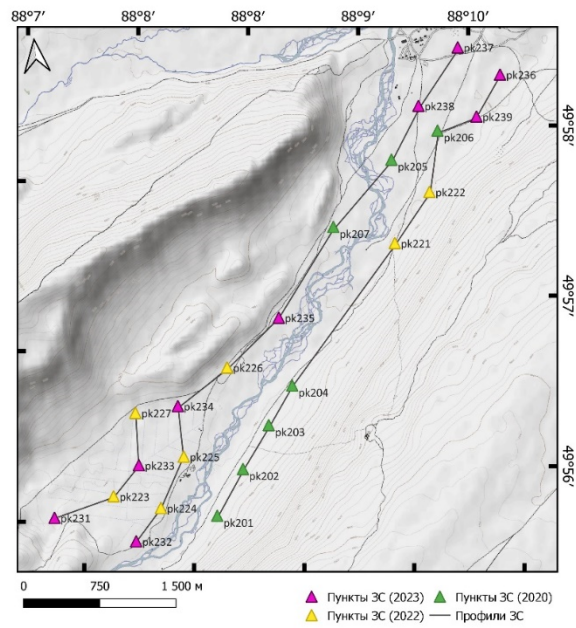 88°7' 88°8' 88°8' 88°9' 88°10'
pk237
pk236
pk238
pk239
49°58'
pk206
pk205
pk222
pk207
pk221
49°57'
pk235
pk226
pk204
pk234
pk227
pk203
pk225
pk233
49°56'
pk202
pk223
pk224
pk231
pk201
pk232
0 750 1 500 м
Пункты ЗС (2023) Пункты ЗС (2020)
Пункты ЗС (2022) Профили ЗС